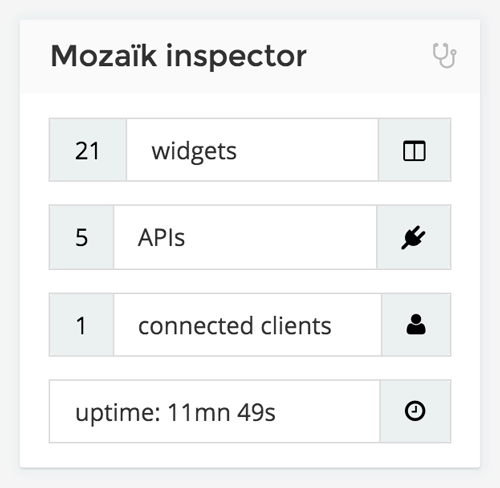 Mozaïk inspector
21 widgets
5 APIs
1 connected clients
uptime: 11mn 49s